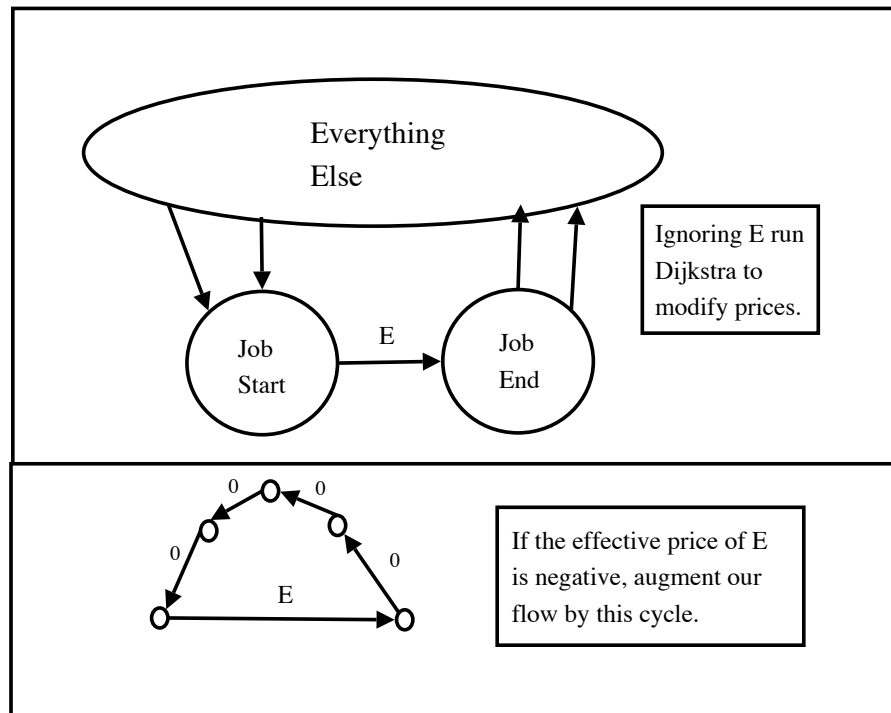 Everything
Else
Ignoring E run
Dijkstra to
modify prices.
E
Job
Start
Job
End
0
0
0
0
E
If the effective price of E
is negative, augment our
flow by this cycle.